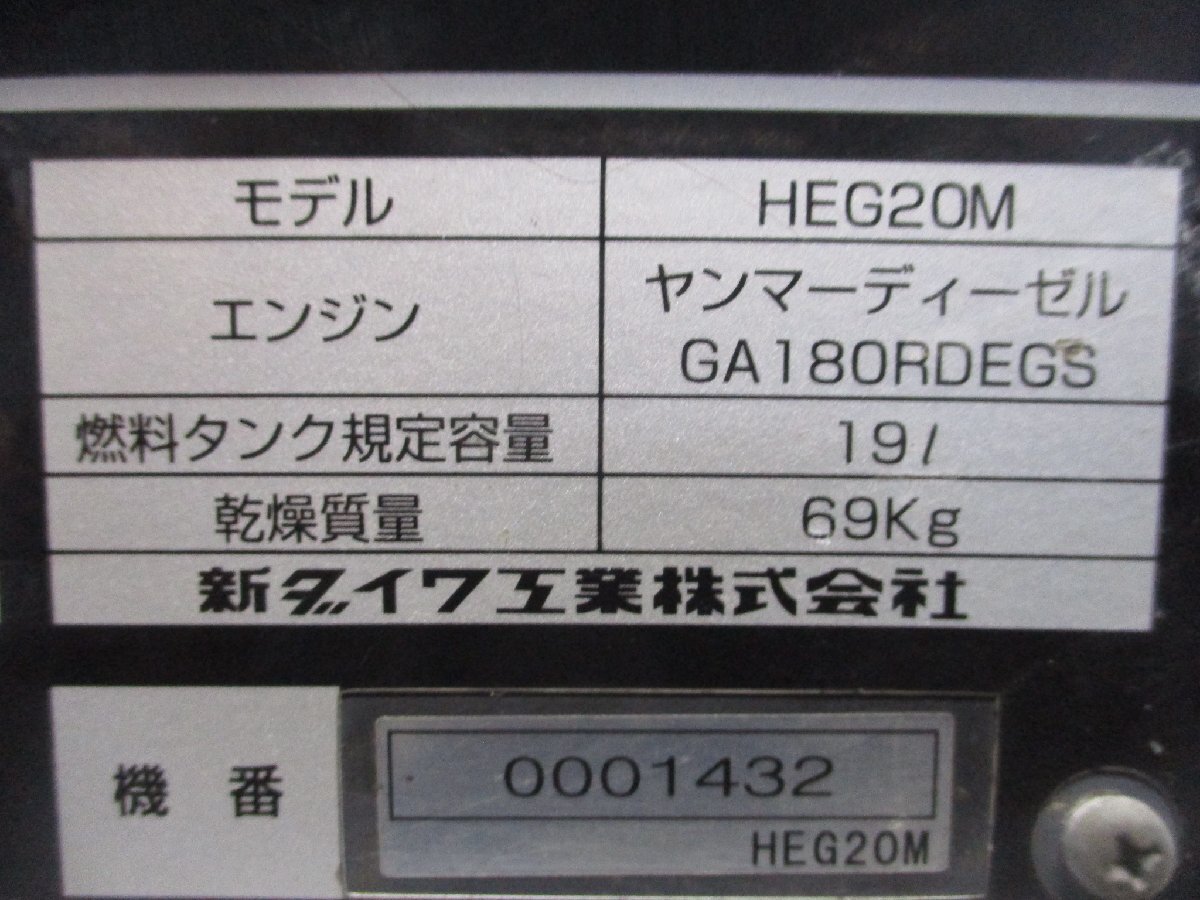 モデル HEG20M
エンジン ヤンマーディーゼル
GA180RDEGS
燃料タンク規定容量 19l
乾燥質量 69Kg
新ダイワ工業株式会社
機番 0001432
HEG20M